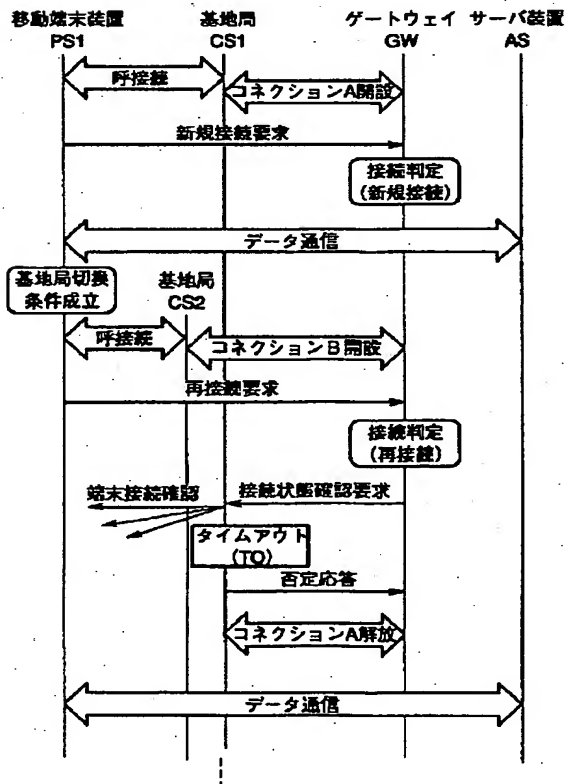 移動端末装置
PS1
基地局
CS1
ゲートウェイ
GW
サーバ装置
AS
呼接続
コネクションA開設
新規接続要求
接続判定
(新規接続)
データ通信
基地局切換
条件成立
基地局
CS2
呼接続
コネクションB開設
再接続要求
接続判定
(再接続)
端末接続確認
接続状態確認要求
タイムアウト
(TO)
否定応答
コネクションA解放
データ通信